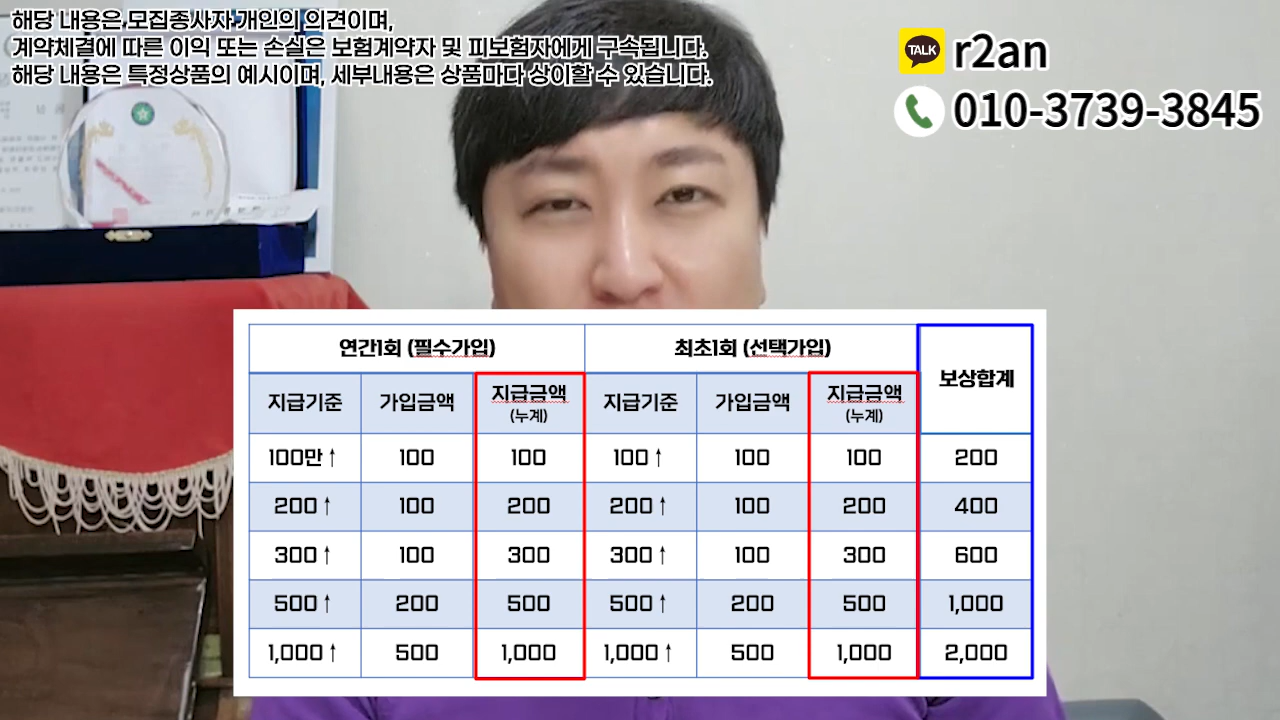 해당 내용은 모집종사자 개인의 의견이며,
계약체결에 따른 이익 또는 손실은 보험계약자 및 피보험자에게 구속됩니다.
해당 내용은 특정상품의 예시이며, 세부내용은 상품마다 상이할 수 있습니다.
TALK r2an
010-3739-3845
연간1회 (필수가입) 최초1회 (선택가입) 보상합계
지급기준 가입금액 지급금액 (누계) 지급기준 가입금액 지급금액 (누계)
100만↑ 100 100 100↑ 100 100 200
200↑ 100 200 200↑ 100 200 400
300↑ 100 300 300↑ 100 300 600
500↑ 200 500 500↑ 200 500 1,000
1,000↑ 500 1,000 1,000↑ 500 1,000 2,000